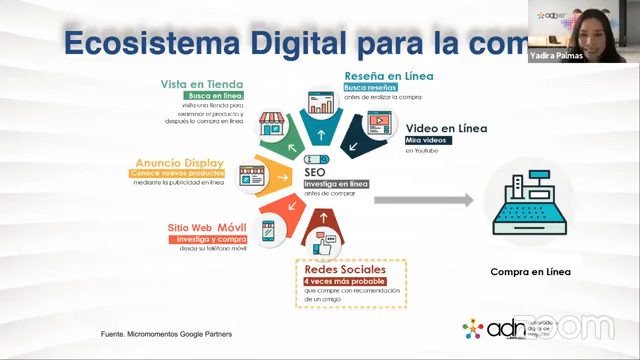 Ecosistema Digital para la com
adn
Yadira Palmas
Vista en Tienda
Busca en línea,
visita una tienda para
examinar el producto y
después lo compra en línea
Reseña en Línea
Busca reseñas
antes de realizar la compra
Video en Línea
Mira videos
en Youtube
Anuncio Display
Conoce nuevos productos
mediante la publicidad en línea
SEO
Investiga en línea
antes de comprar
Sitio Web Móvil
Investiga y compra
desde su teléfono móvil
Redes Sociales
4 veces más probable
que compre con recomendación
de un amigo
Compra en Línea
Fuente. Micromomentos Google Partners
adn
zoom